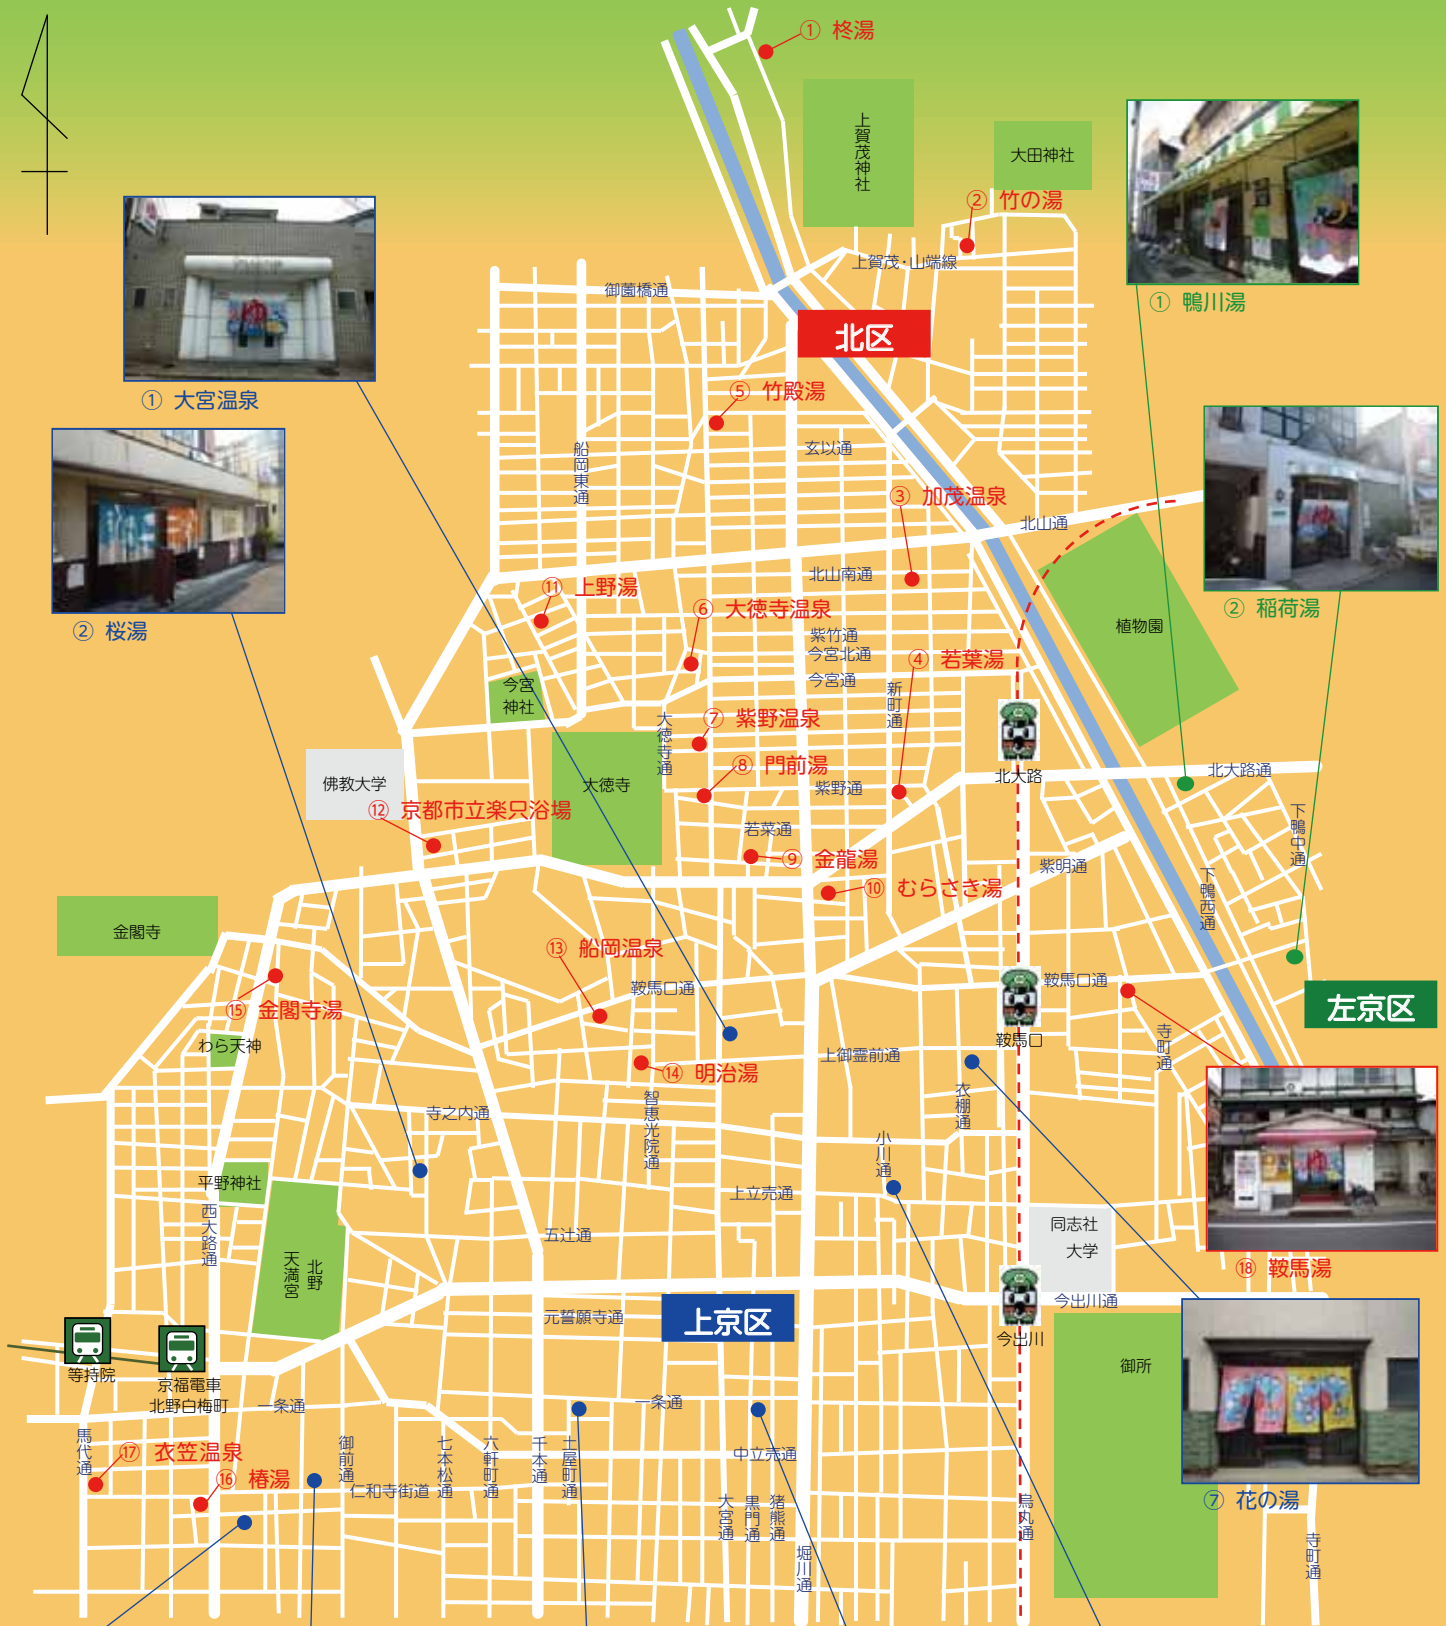 ① 柊湯
上賀茂神社
大田神社
② 竹の湯
上賀茂・山端線
御薗橋通
① 鴨川湯
北区
① 大宮温泉
⑤ 竹殿湯
船岡東通
玄以通
③ 加茂温泉
北山通
② 桜湯
⑪ 上野湯
北山南通
② 稲荷湯
⑥ 大徳寺温泉
植物園
紫竹通
今宮北通
④ 若葉湯
今宮通
今宮
神社
新町通
大徳寺通
⑦ 紫野温泉
佛教大学
大徳寺
⑧ 門前湯
北大路
北大路通
紫野通
⑫ 京都市立楽只浴場
若菜通
下鴨中通
⑨ 金龍湯
紫明通
⑩ むらさき湯
下鴨西通
金閣寺
⑬ 船岡温泉
鞍馬口通
鞍馬口通
⑮ 金閣寺湯
左京区
わら天神
鞍馬口
寺町通
上御霊前通
⑭ 明治湯
衣棚通
智恵光院通
寺之内通
小川通
平野神社
上立売通
西大路通
同志社
大学
五辻通
北野
天満宮
⑱ 鞍馬湯
今出川通
元誓願寺通
上京区
今出川
等持院
京福電車
北野白梅町
御所
一条通
一条通
馬代通
⑰ 衣笠温泉
御前通
七本松通
六軒町通
千本通
土屋町通
中立売通
⑯ 椿湯
仁和寺街道
大宮通
黒門通
猪熊通
烏丸通
⑦ 花の湯
堀川通
寺町通